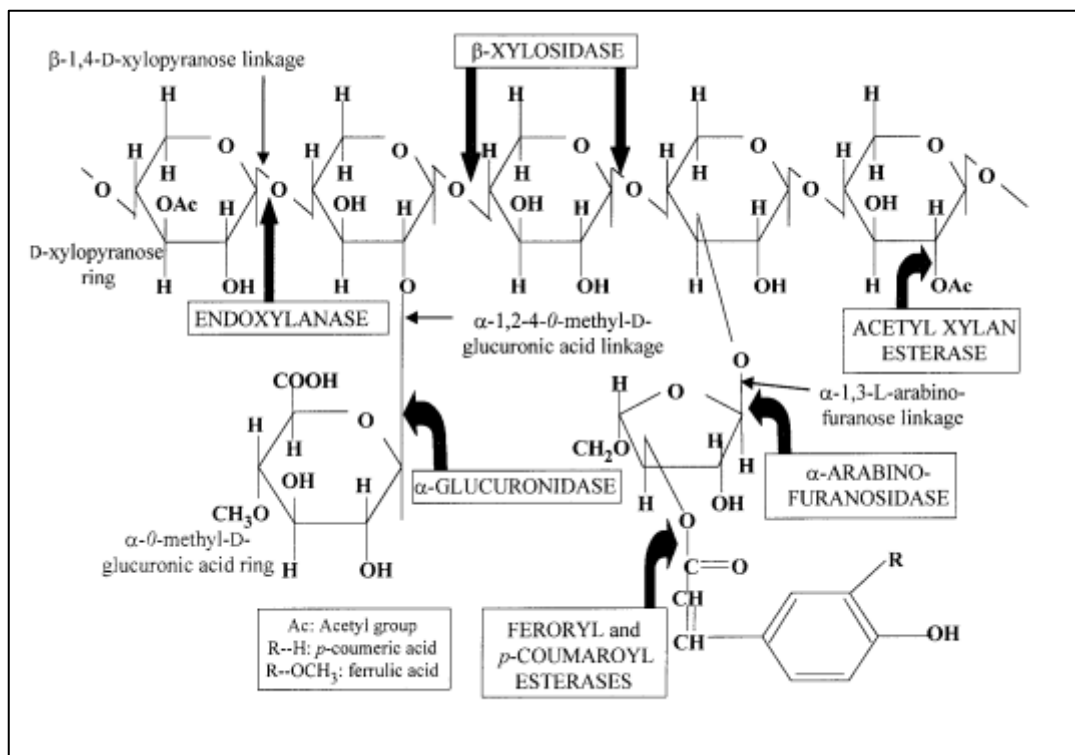 β-1,4-D-xylopyranose linkage
β-XYLOSIDASE
H H H H H
O O O O O
H H H H H
H H H H H
O O O O O O
OAc OH OH OH
H H H H H
D-xylopyranose
ring
H OH H O H OH H OH H OAc
ENDOXYLANASE
α-1,2-4-0-methyl-D-
glucuronic acid linkage
ACETYL XYLAN
ESTERASE
COOH
O
H
H
OH H
CH₃O
H OH
α-GLUCURONIDASE
α-0-methyl-D-
glucuronic acid ring
O
H O
α-1,3-L-arabino-
furanose linkage
CH₂O
H H
H OH
α-ARABINO-
FURANOSIDASE
O
C=O
CH
CH
R
OH
FERORYL and
p-COUMAROYL
ESTERASES
Ac: Acetyl group
R--H: p-coumeric acid
R--OCH₃: ferrulic acid